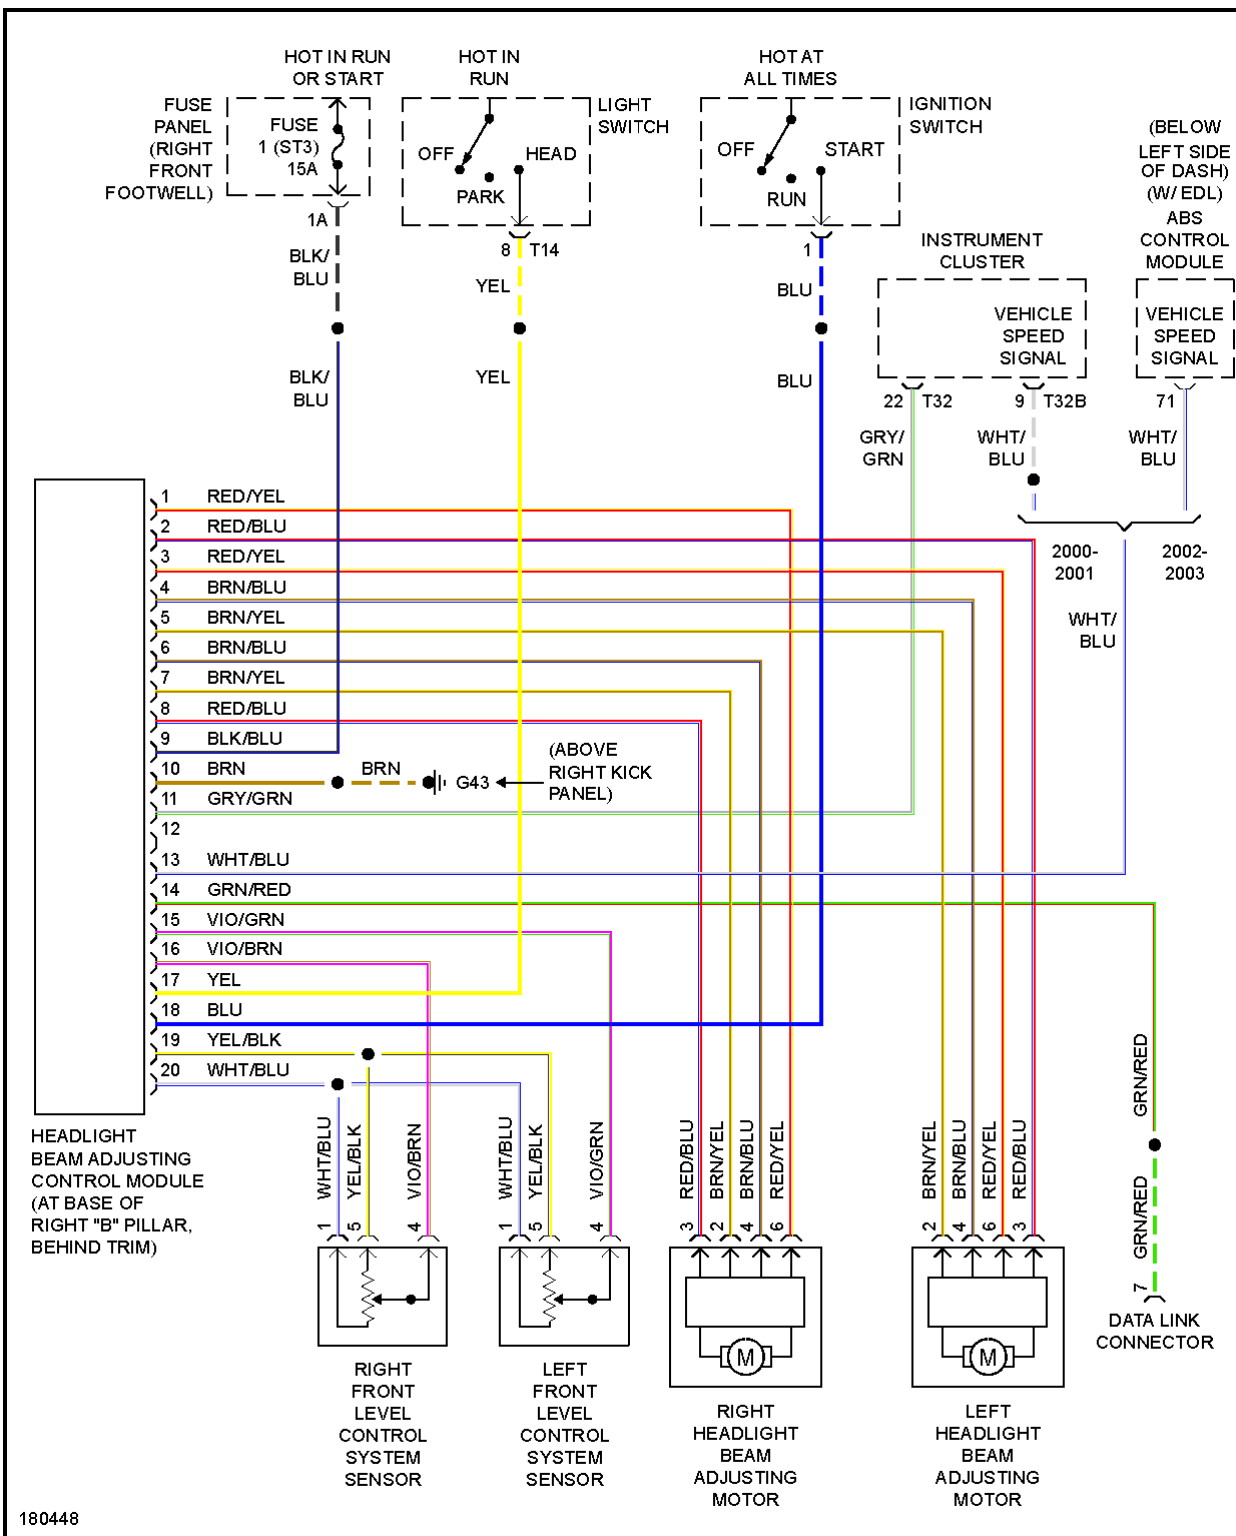 HOT IN RUN
OR START
HOT IN
RUN
HOT AT
ALL TIMES
FUSE
PANEL
(RIGHT
FRONT
FOOTWELL)
FUSE
1 (ST3)
15A
LIGHT
SWITCH
OFF
HEAD
PARK
IGNITION
SWITCH
OFF
START
RUN
(BELOW
LEFT SIDE
OF DASH)
(W/ EDL)
ABS
CONTROL
MODULE
1A
8 T14
1
INSTRUMENT
CLUSTER
BLK/
BLU
YEL
BLU
VEHICLE
SPEED
SIGNAL
VEHICLE
SPEED
SIGNAL
BLK/
BLU
YEL
BLU
22 T32
9 T32B
71
GRY/
GRN
WHT/
BLU
WHT/
BLU
2000-
2001
2002-
2003
WHT/
BLU
1 RED/YEL
2 RED/BLU
3 RED/YEL
4 BRN/BLU
5 BRN/YEL
6 BRN/BLU
7 BRN/YEL
8 RED/BLU
9 BLK/BLU
10 BRN BRN G43
(ABOVE
RIGHT KICK
PANEL)
11 GRY/GRN
12
13 WHT/BLU
14 GRN/RED
15 VIO/GRN
16 VIO/BRN
17 YEL
18 BLU
19 YEL/BLK
20 WHT/BLU
HEADLIGHT
BEAM ADJUSTING
CONTROL MODULE
(AT BASE OF
RIGHT "B" PILLAR,
BEHIND TRIM)
WHT/BLU
YEL/BLK
VIO/BRN
WHT/BLU
YEL/BLK
VIO/GRN
RED/BLU
BRN/YEL
BRN/BLU
RED/YEL
BRN/YEL
BRN/BLU
RED/YEL
RED/BLU
GRN/RED
GRN/RED
1 5 4
1 5 4
3 2 4 6
2 4 6 3
7
M
M
DATA LINK
CONNECTOR
RIGHT
FRONT
LEVEL
CONTROL
SYSTEM
SENSOR
LEFT
FRONT
LEVEL
CONTROL
SYSTEM
SENSOR
RIGHT
HEADLIGHT
BEAM
ADJUSTING
MOTOR
LEFT
HEADLIGHT
BEAM
ADJUSTING
MOTOR
180448